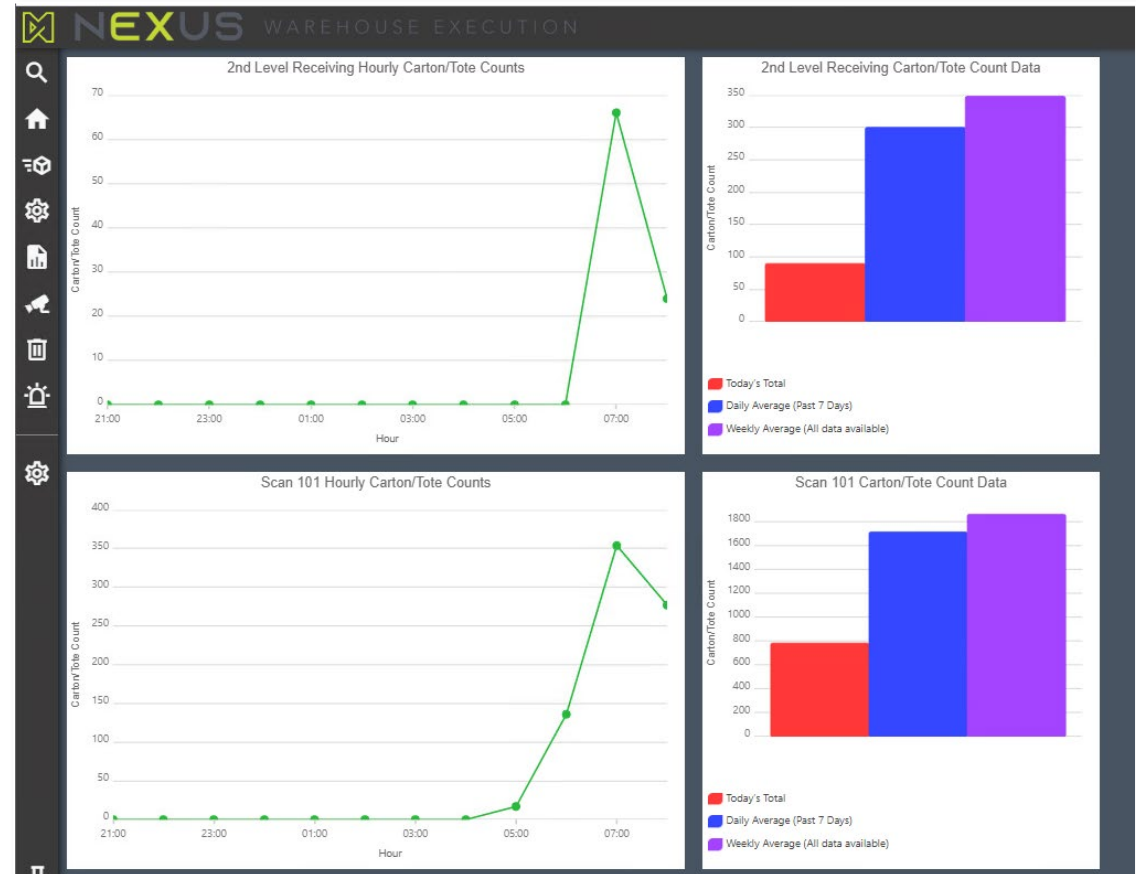 NEXUS WAREHOUSE EXECUTION
2nd Level Receiving Hourly Carton/Tote Counts
70
60
50
40
30
20
10
0
Carton/Tote Count
21:00 23:00 01:00 03:00 05:00 07:00
Hour
2nd Level Receiving Carton/Tote Count Data
350
300
250
200
150
100
50
0
Carton/Tote Count
Today's Total
Daily Average (Past 7 Days)
Weekly Average (All data available)
Scan 101 Hourly Carton/Tote Counts
400
350
300
250
200
150
100
50
0
Carton/Tote Count
21:00 23:00 01:00 03:00 05:00 07:00
Hour
Scan 101 Carton/Tote Count Data
1800
1600
1400
1200
1000
800
600
400
200
0
Carton/Tote Count
Today's Total
Daily Average (Past 7 Days)
Weekly Average (All data available)